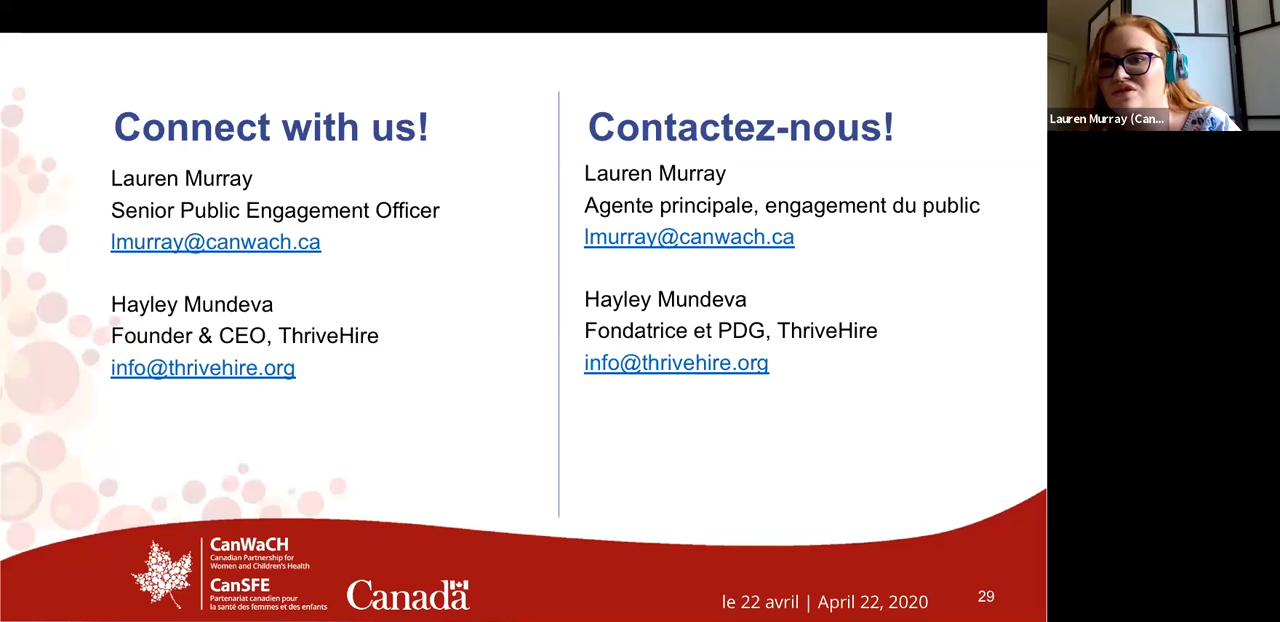 Connect with us!
Lauren Murray
Senior Public Engagement Officer
lmurray@canwach.ca
Hayley Mundeva
Founder & CEO, ThriveHire
info@thrivehire.org
Contactez-nous!
Lauren Murray
Agente principale, engagement du public
lmurray@canwach.ca
Hayley Mundeva
Fondatrice et PDG, ThriveHire
info@thrivehire.org
Lauren Murray (Can...
CanWaCH
Canadian Partnership for
Women and Children's Health
CanSFE
Partenariat canadien pour
la santé des femmes et des enfants
Canada
le 22 avril | April 22, 2020
29